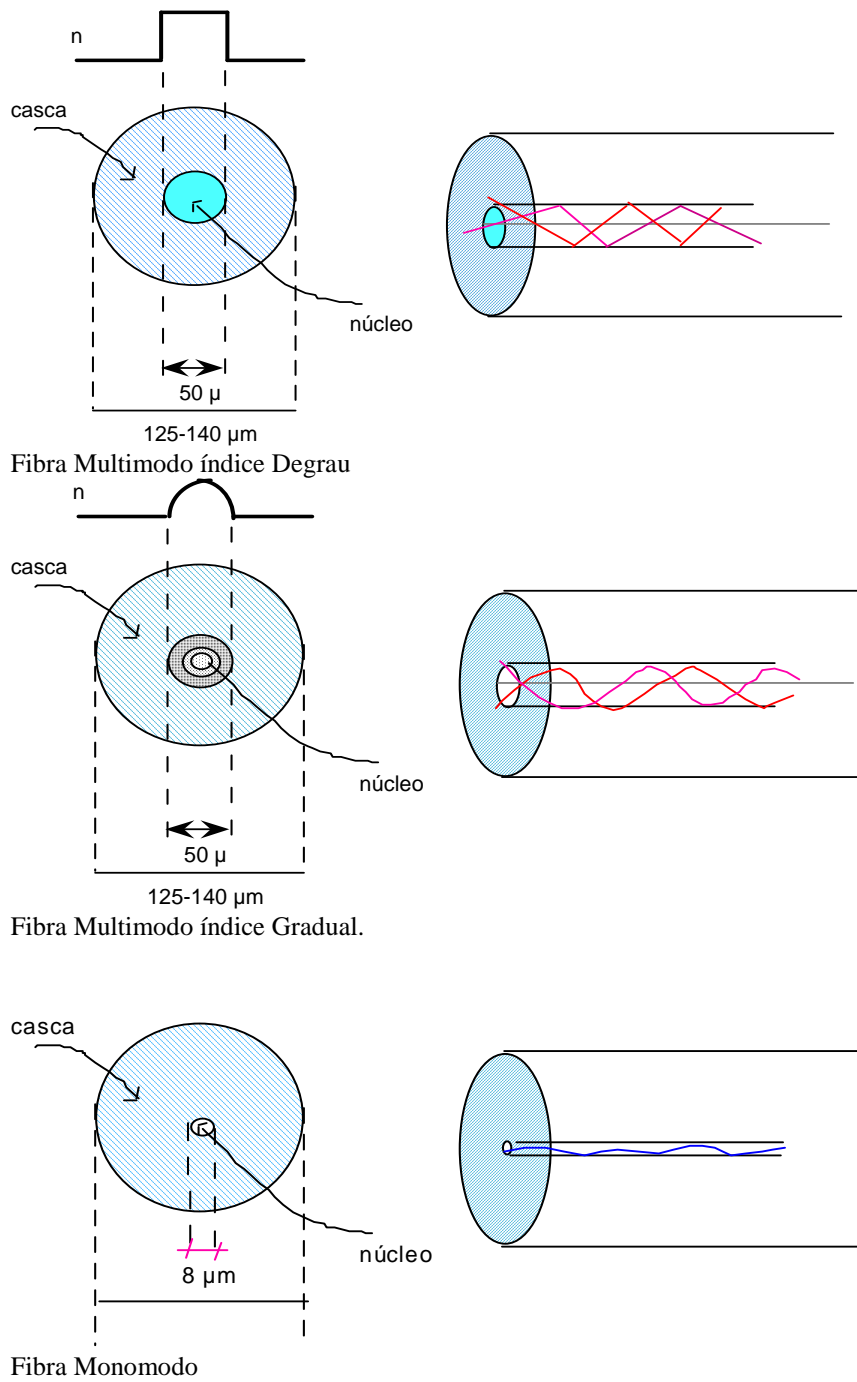 n
casca
núcleo
50 µ
125-140 µm
Fibra Multimodo índice Degrau
n
casca
núcleo
50 µ
125-140 µm
Fibra Multimodo índice Gradual.
casca
núcleo
8 µm
Fibra Monomodo